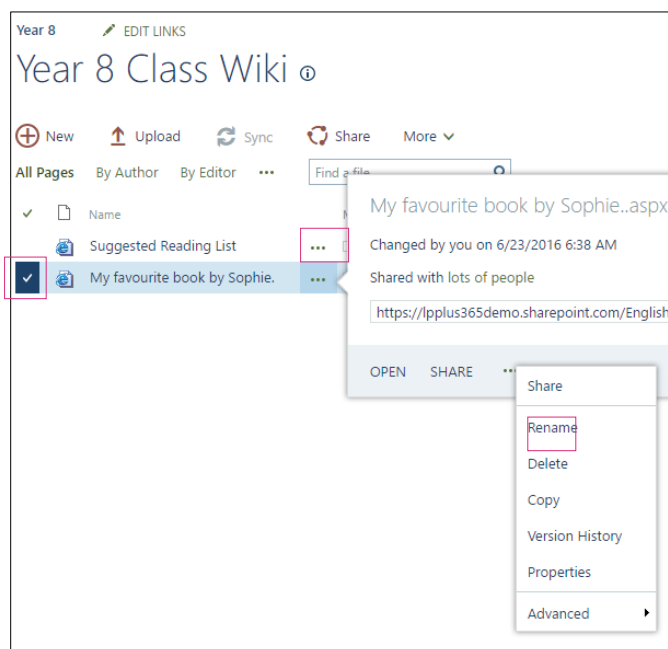 Year 8 EDIT LINKS
Year 8 Class Wiki
New Upload Sync Share More
All Pages By Author By Editor ••• Find a file
Name
Suggested Reading List •••
My favourite book by Sophie. •••
My favourite book by Sophie..aspx
Changed by you on 6/23/2016 6:38 AM
Shared with lots of people
https://lpplus365demo.sharepoint.com/English
OPEN SHARE •••
Share
Rename
Delete
Copy
Version History
Properties
Advanced